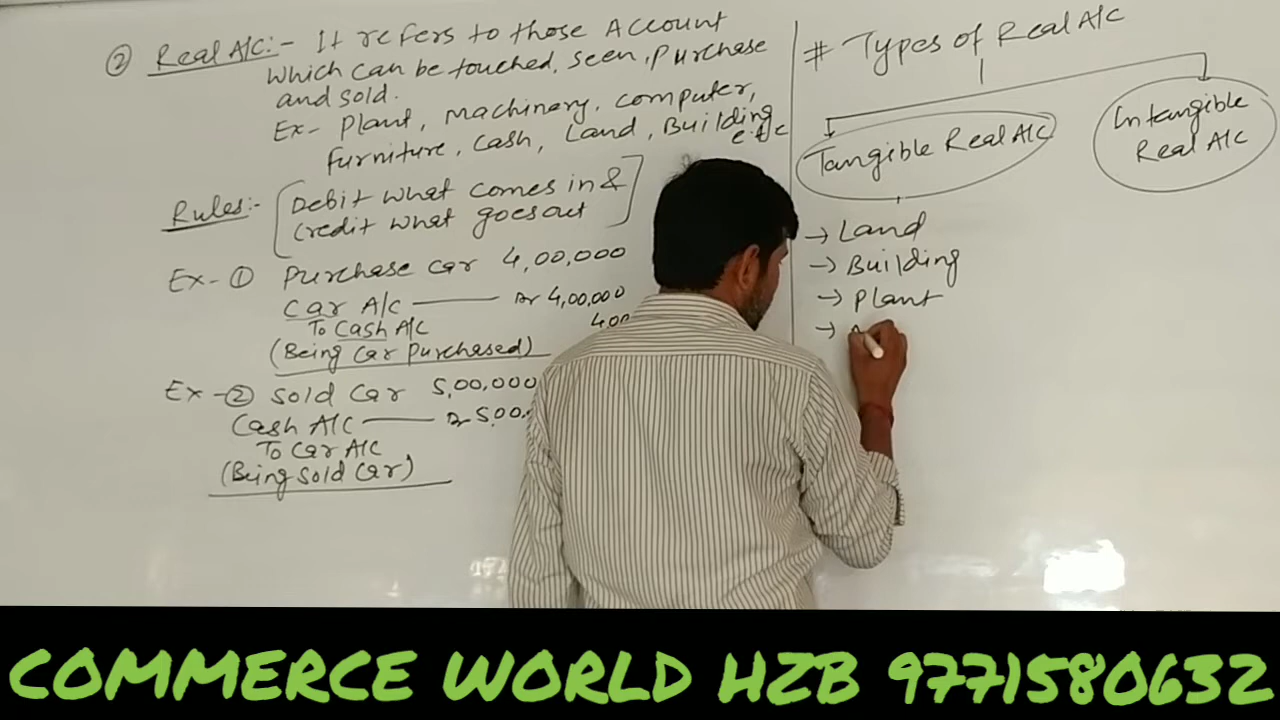 ② Real A/C:- It refers to those Account
which can be touched, seen, purchase
and sold.
Ex- Plant, Machinery, Computer,
furniture, Cash, Land, Building
e.t.c
Rules:- Debit what comes in &
Credit what goes out
Ex-① Purchase car 4,00,000
Car A/C Dr 4,00,000
To Cash A/C
(Being Car Purchased)
Ex-② Sold Car 5,00,000
Cash A/C Dr
To Car A/C
(Being Sold Car)
# Types of Real A/C
Tangible Real A/C
Intangible
Real A/C
→ Land
→ Building
→ Plant
→
COMMERCE WORLD HZB 9771580632